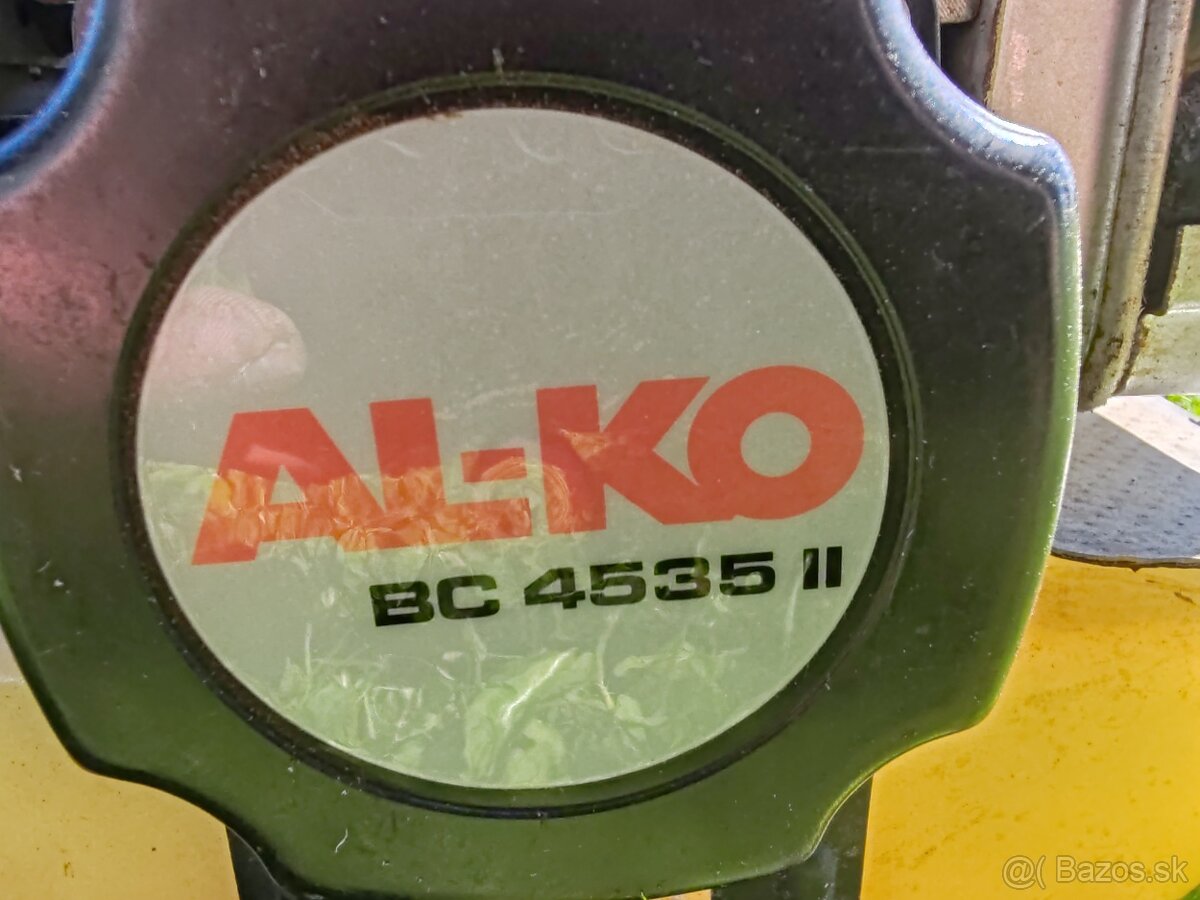 AL-KO
BC 4535 II
@( Bazos.sk